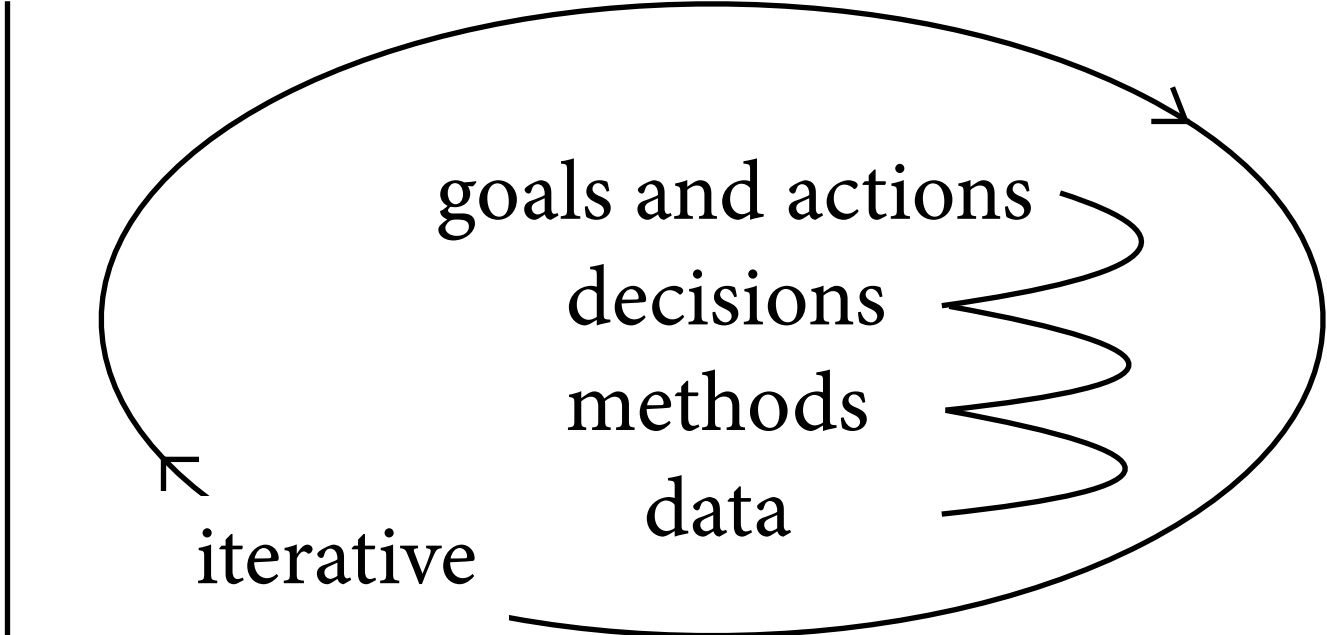 goals and actions
decisions
methods
data
iterative